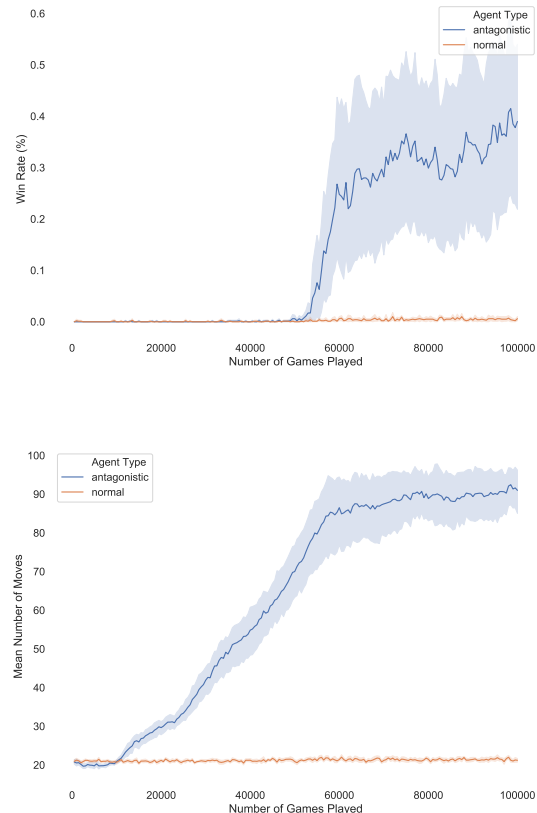 0.6
Agent Type
antagonistic
normal
0.5
0.4
0.3
0.2
0.1
0.0
Win Rate (%)
0 20000 40000 60000 80000 100000
Number of Games Played
100
Agent Type
antagonistic
normal
90
80
70
60
50
40
30
20
Mean Number of Moves
0 20000 40000 60000 80000 100000
Number of Games Played